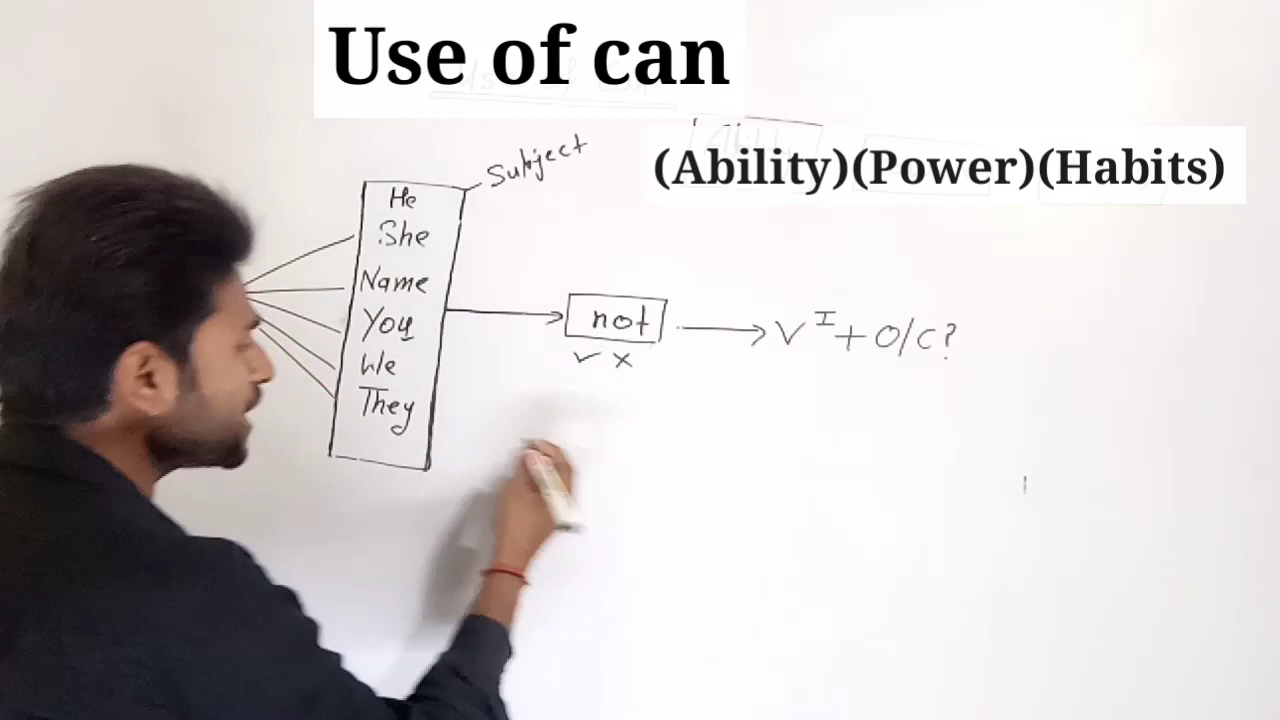 Use of can
(Ability)(Power)(Habits)
Subject
He
She
Name
You
We
They
not
✓ ×
V^I + O/C?